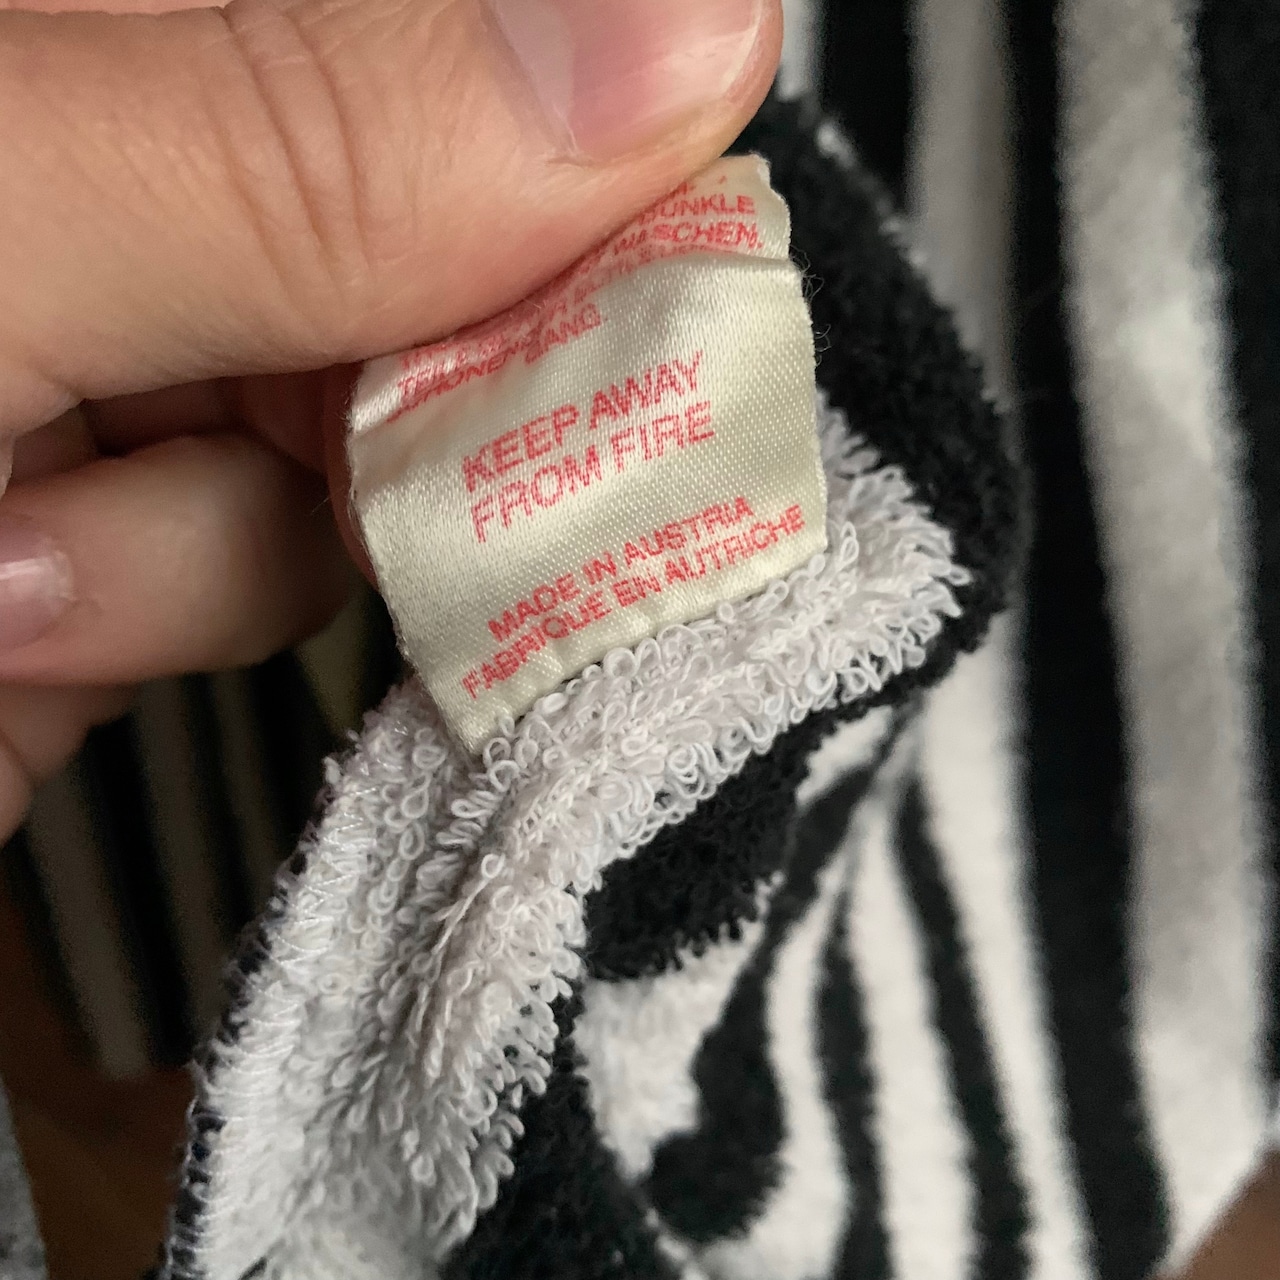 DUNKLE
WASCHEN.
KEEP AWAY
FROM FIRE
MADE IN AUSTRIA
FABRIQUE EN AUTRICHE